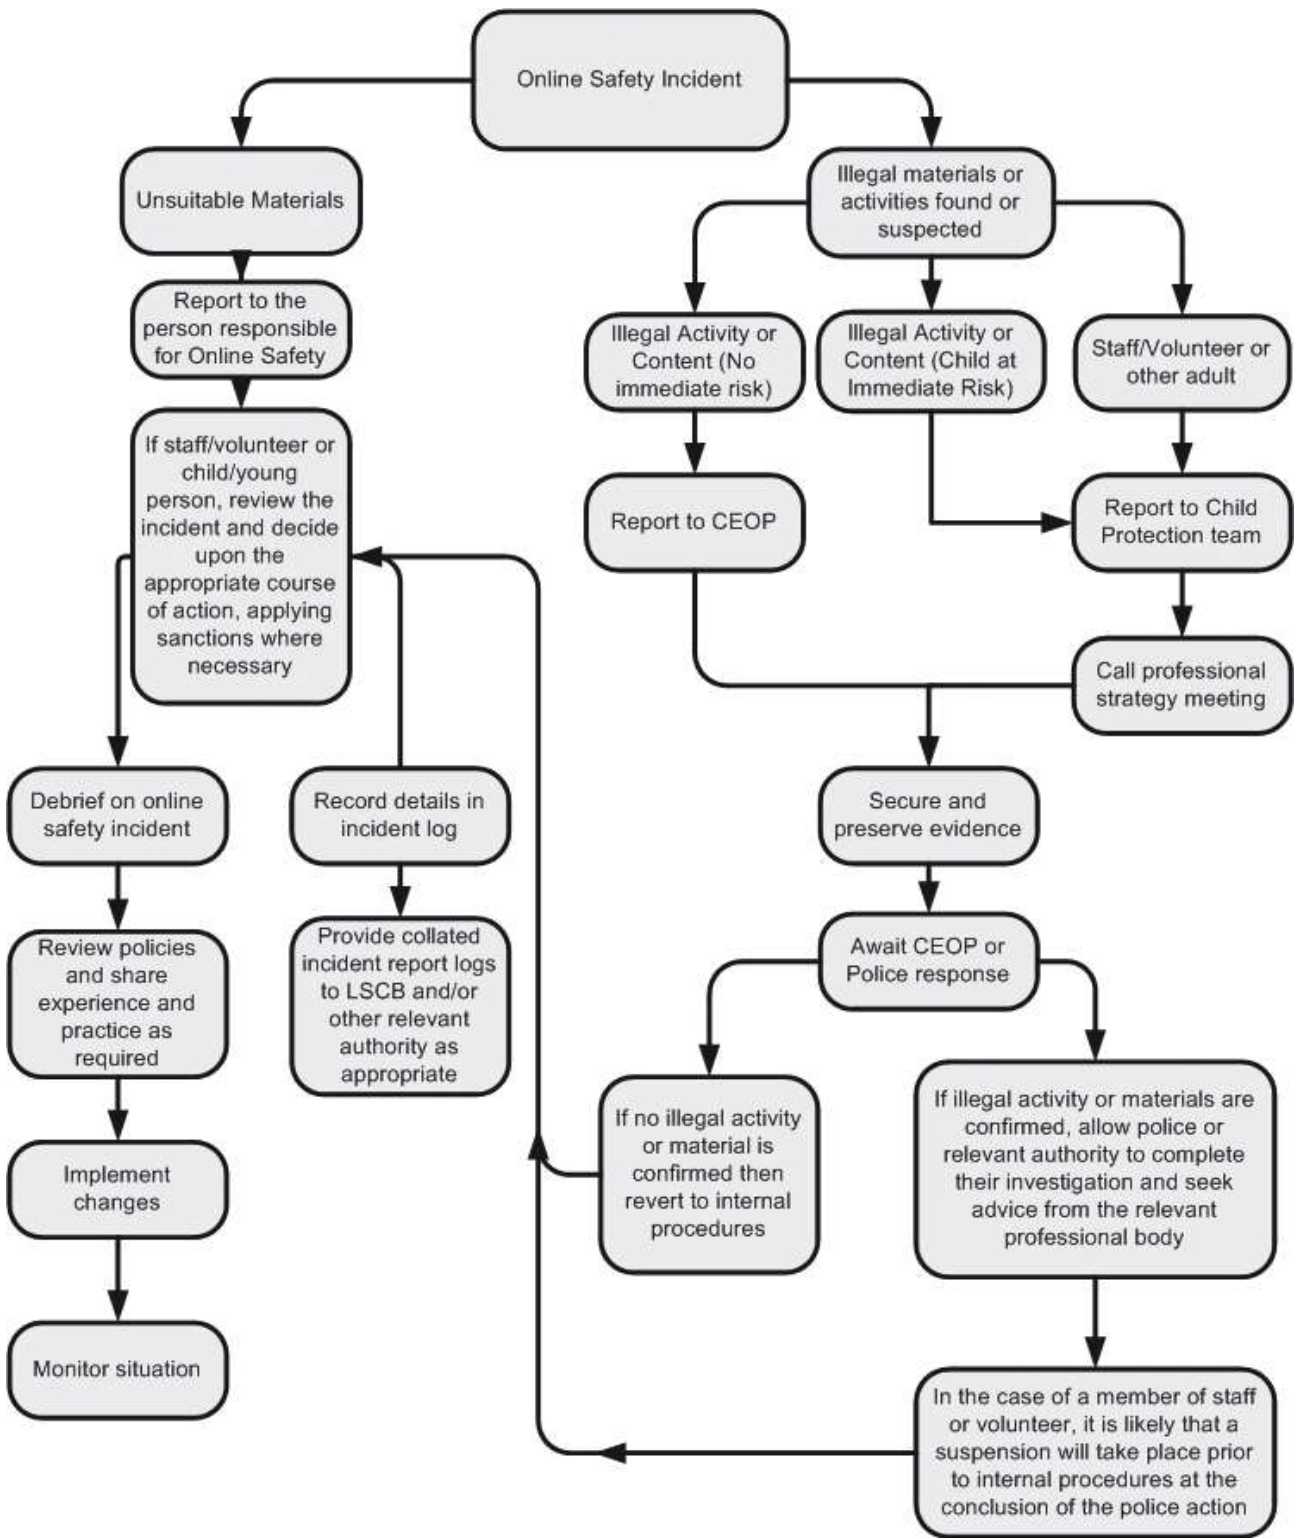 Online Safety Incident
Unsuitable Materials
Report to the
person responsible
for Online Safety
If staff/volunteer or
child/young
person, review the
incident and decide
upon the
appropriate course
of action, applying
sanctions where
necessary
Debrief on online
safety incident
Review policies
and share
experience and
practice as
required
Implement
changes
Monitor situation
Record details in
incident log
Provide collated
incident report logs
to LSCB and/or
other relevant
authority as
appropriate
Illegal materials or
activities found or
suspected
Illegal Activity or
Content (No
immediate risk)
Illegal Activity or
Content (Child at
Immediate Risk)
Staff/Volunteer or
other adult
Report to CEOP
Report to Child
Protection team
Call professional
strategy meeting
Secure and
preserve evidence
Await CEOP or
Police response
If no illegal activity
or material is
confirmed then
revert to internal
procedures
If illegal activity or materials are
confirmed, allow police or
relevant authority to complete
their investigation and seek
advice from the relevant
professional body
In the case of a member of staff
or volunteer, it is likely that a
suspension will take place prior
to internal procedures at the
conclusion of the police action